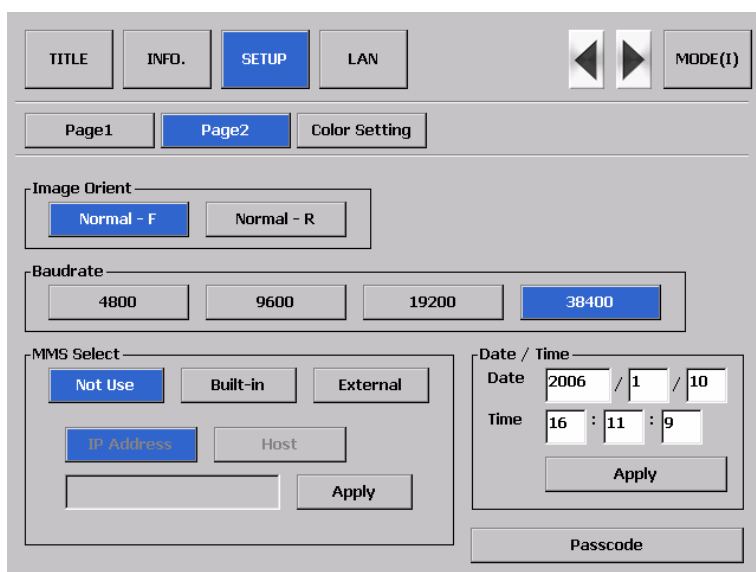 TITLE INFO. SETUP LAN MODE(I)
Page1 Page2 Color Setting
Image Orient
Normal - F Normal - R
Baudrate
4800 9600 19200 38400
MMS Select
Not Use Built-in External
IP Address Host
Apply
Date / Time
Date 2006 / 1 / 10
Time 16 : 11 : 9
Apply
Passcode